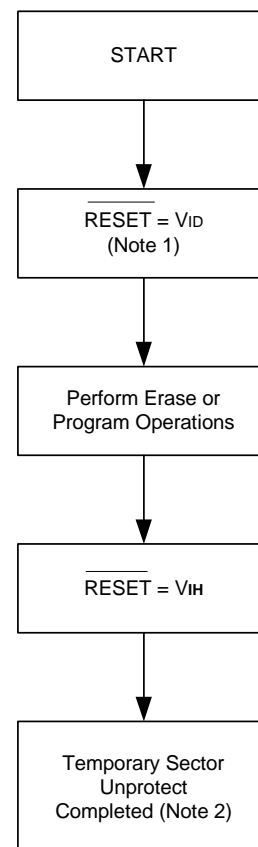 START
RESET = VID
(Note 1)
Perform Erase or
Program Operations
RESET = VIH
Temporary Sector
Unprotect
Completed (Note 2)